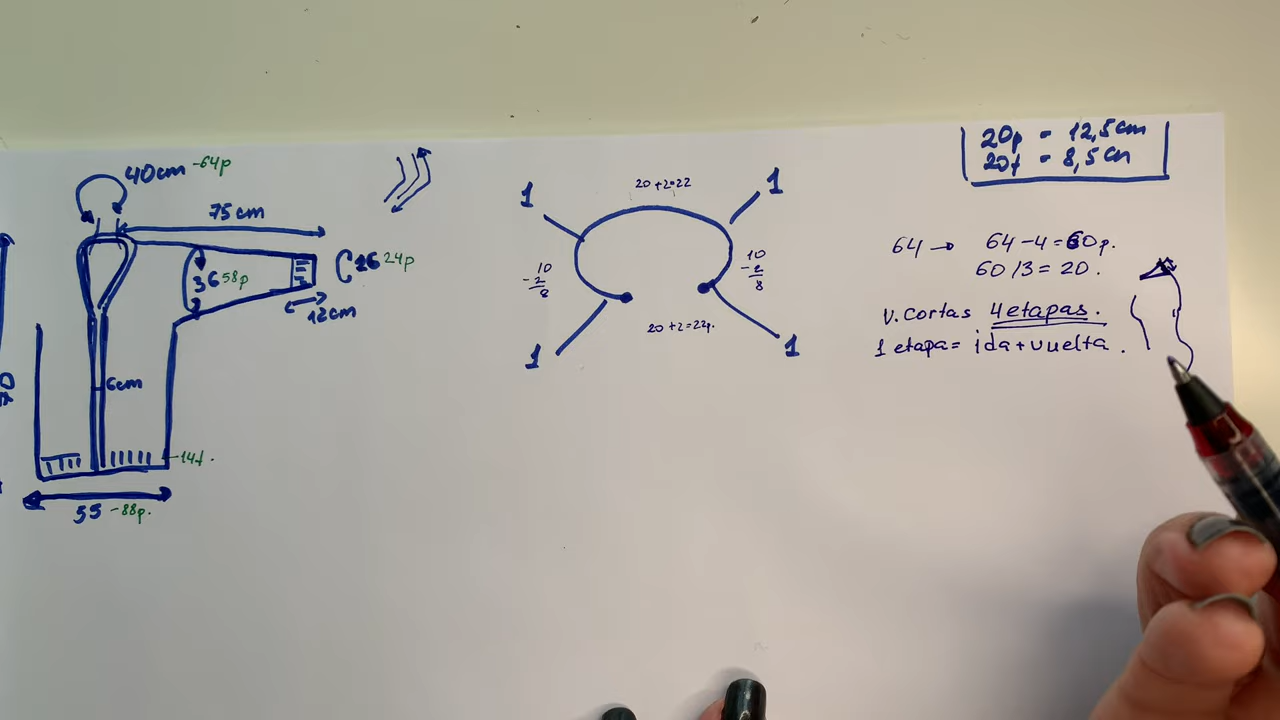 40cm -64p
75cm
36 58p
26 24p
12cm
6cm
14f.
55 -88p.
1
20+2=22
1
10
-2
8
10
-2
8
20+2=22p.
1
1
20p = 12,5cm
20f = 8,5cm
64 → 64-4=60p.
60/3=20.
V. cortas 4 etapas.
1 etapa= ida+vuelta.